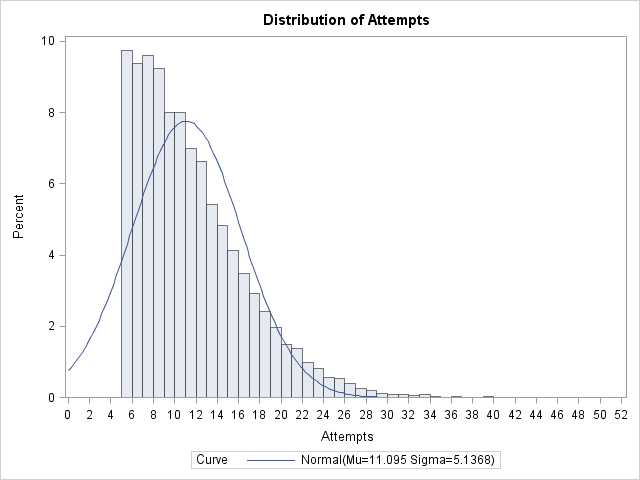 Distribution of Attempts
10
8
6
4
2
0
Percent
0 2 4 6 8 10 12 14 16 18 20 22 24 26 28 30 32 34 36 38 40 42 44 46 48 50 52
Attempts
Curve Normal(Mu=11.095 Sigma=5.1368)